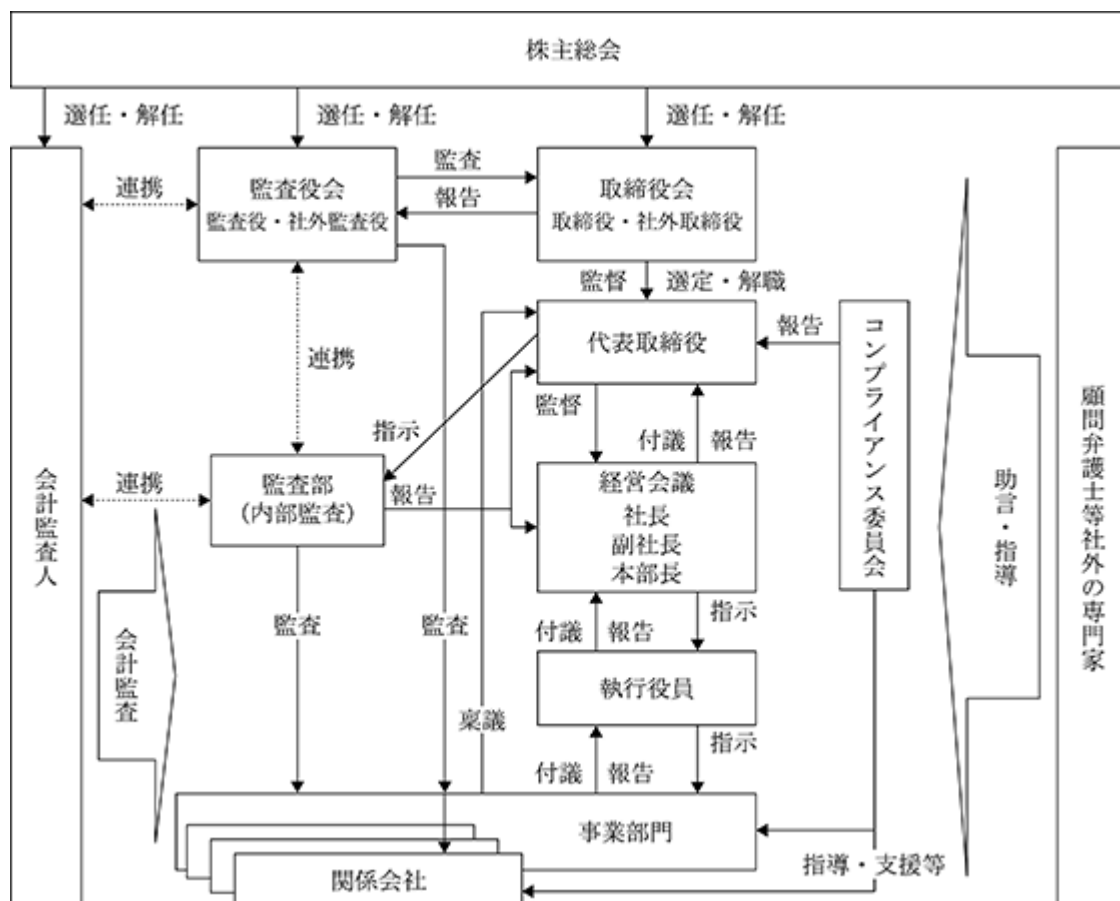 株主総会
選任・解任
選任・解任
選任・解任
連携
監査役会
監査役・社外監査役
監査
報告
取締役会
取締役・社外取締役
監督
選定・解職
代表取締役
報告
コンプライアンス委員会
連携
指示
監督
付議
報告
会計監査人
連携
監査部
(内部監査)
報告
経営会議
社長
副社長
本部長
助言・指導
顧問弁護士等社外の専門家
会計監査
監査
監査
付議
報告
指示
執行役員
稟議
付議
報告
指示
事業部門
関係会社
指導・支援等